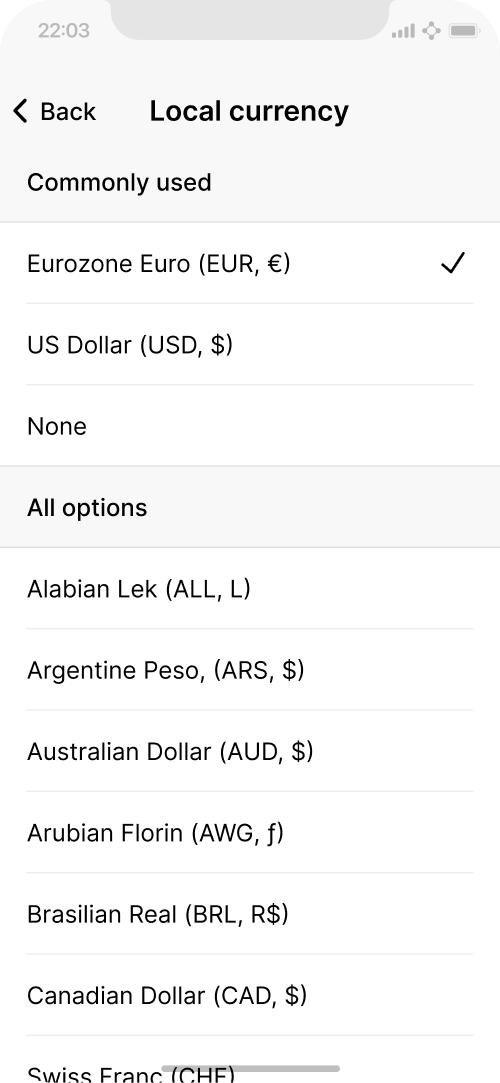 22:03
Back
Local currency
Commonly used
Eurozone Euro (EUR, €)
US Dollar (USD, $)
None
All options
Alabian Lek (ALL, L)
Argentine Peso, (ARS, $)
Australian Dollar (AUD, $)
Arubian Florin (AWG, ƒ)
Brasilian Real (BRL, R$)
Canadian Dollar (CAD, $)
Swiss Franc (CHF)